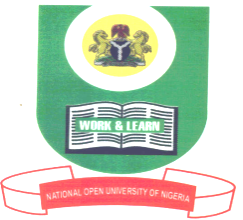 WORK & LEARN
NATIONAL OPEN UNIVERSITY OF NIGERIA